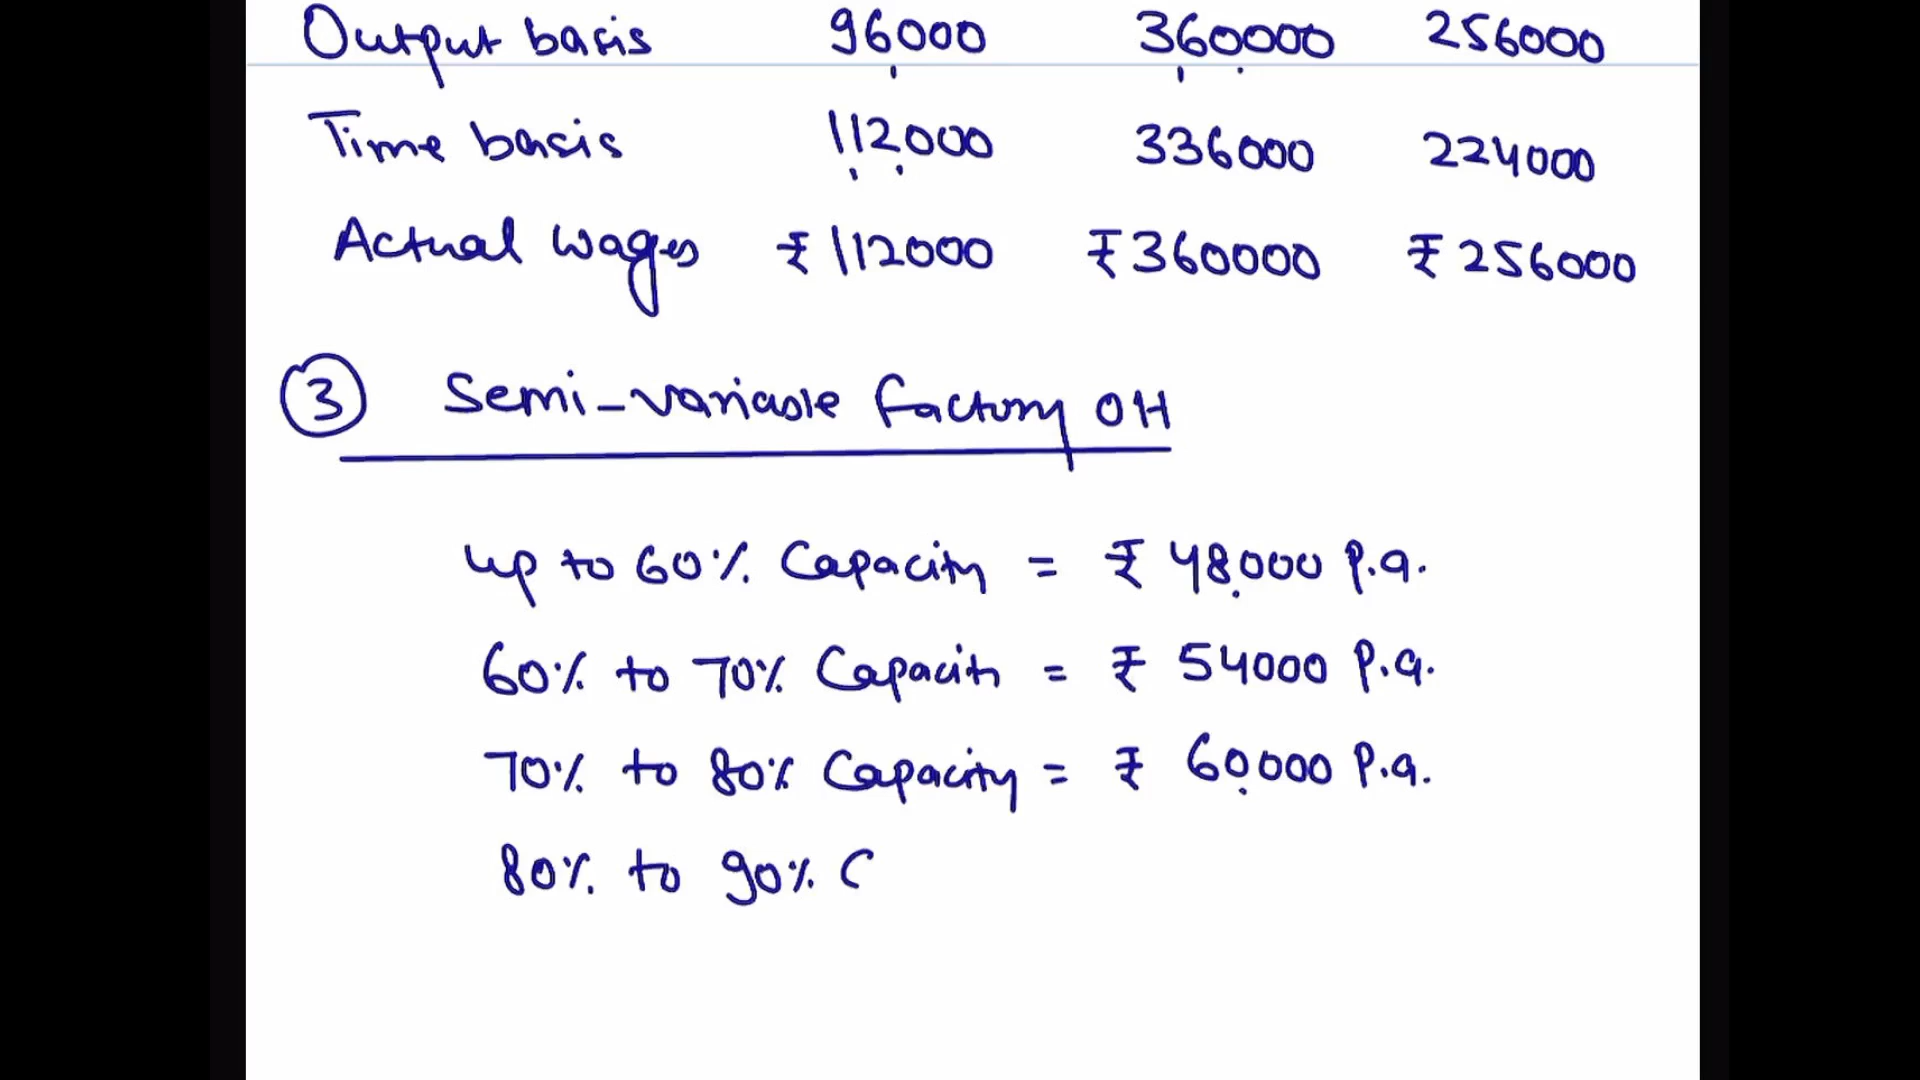 Output basis 96000 360000 256000
Time basis 112000 336000 224000
Actual wages ₹112000 ₹360000 ₹256000
3 Semi-variable factory OH
up to 60% Capacity = ₹ 48000 p.a.
60% to 70% Capacity = ₹ 54000 p.a.
70% to 80% Capacity = ₹ 60000 p.a.
80% to 90% C